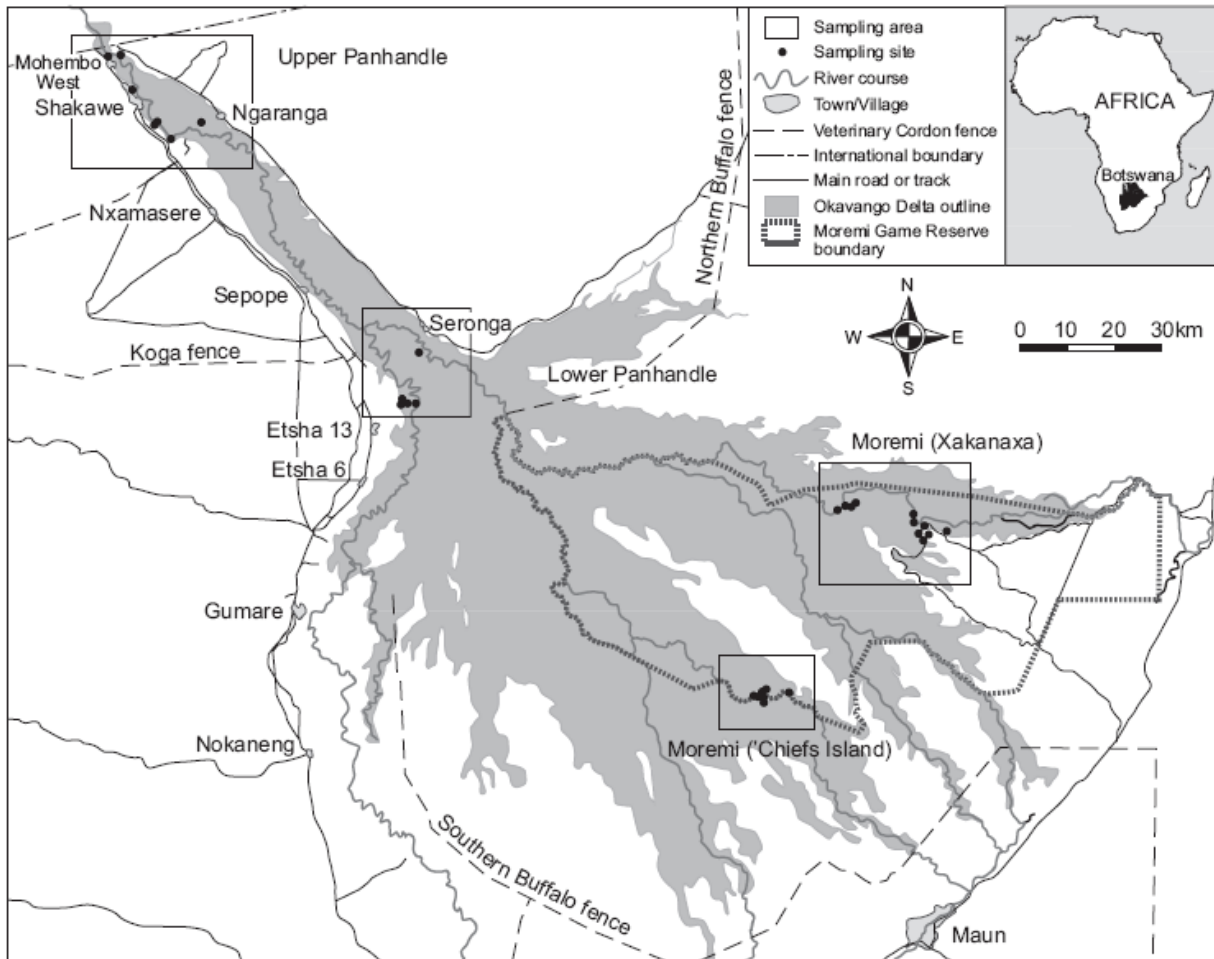 Upper Panhandle
Mohembo
West
Shakawe
Ngaranga
Nxamasere
Sepope
Seronga
Koga fence
Northern Buffalo fence
Lower Panhandle
Etsha 13
Etsha 6
Moremi (Xakanaxa)
Gumare
Nokaneng
Moremi ('Chiefs Island)
Southern Buffalo fence
Maun
Sampling area
Sampling site
River course
Town/Village
Veterinary Cordon fence
International boundary
Main road or track
Okavango Delta outline
Moremi Game Reserve
boundary
AFRICA
Botswana
N
W
E
S
0 10 20 30km